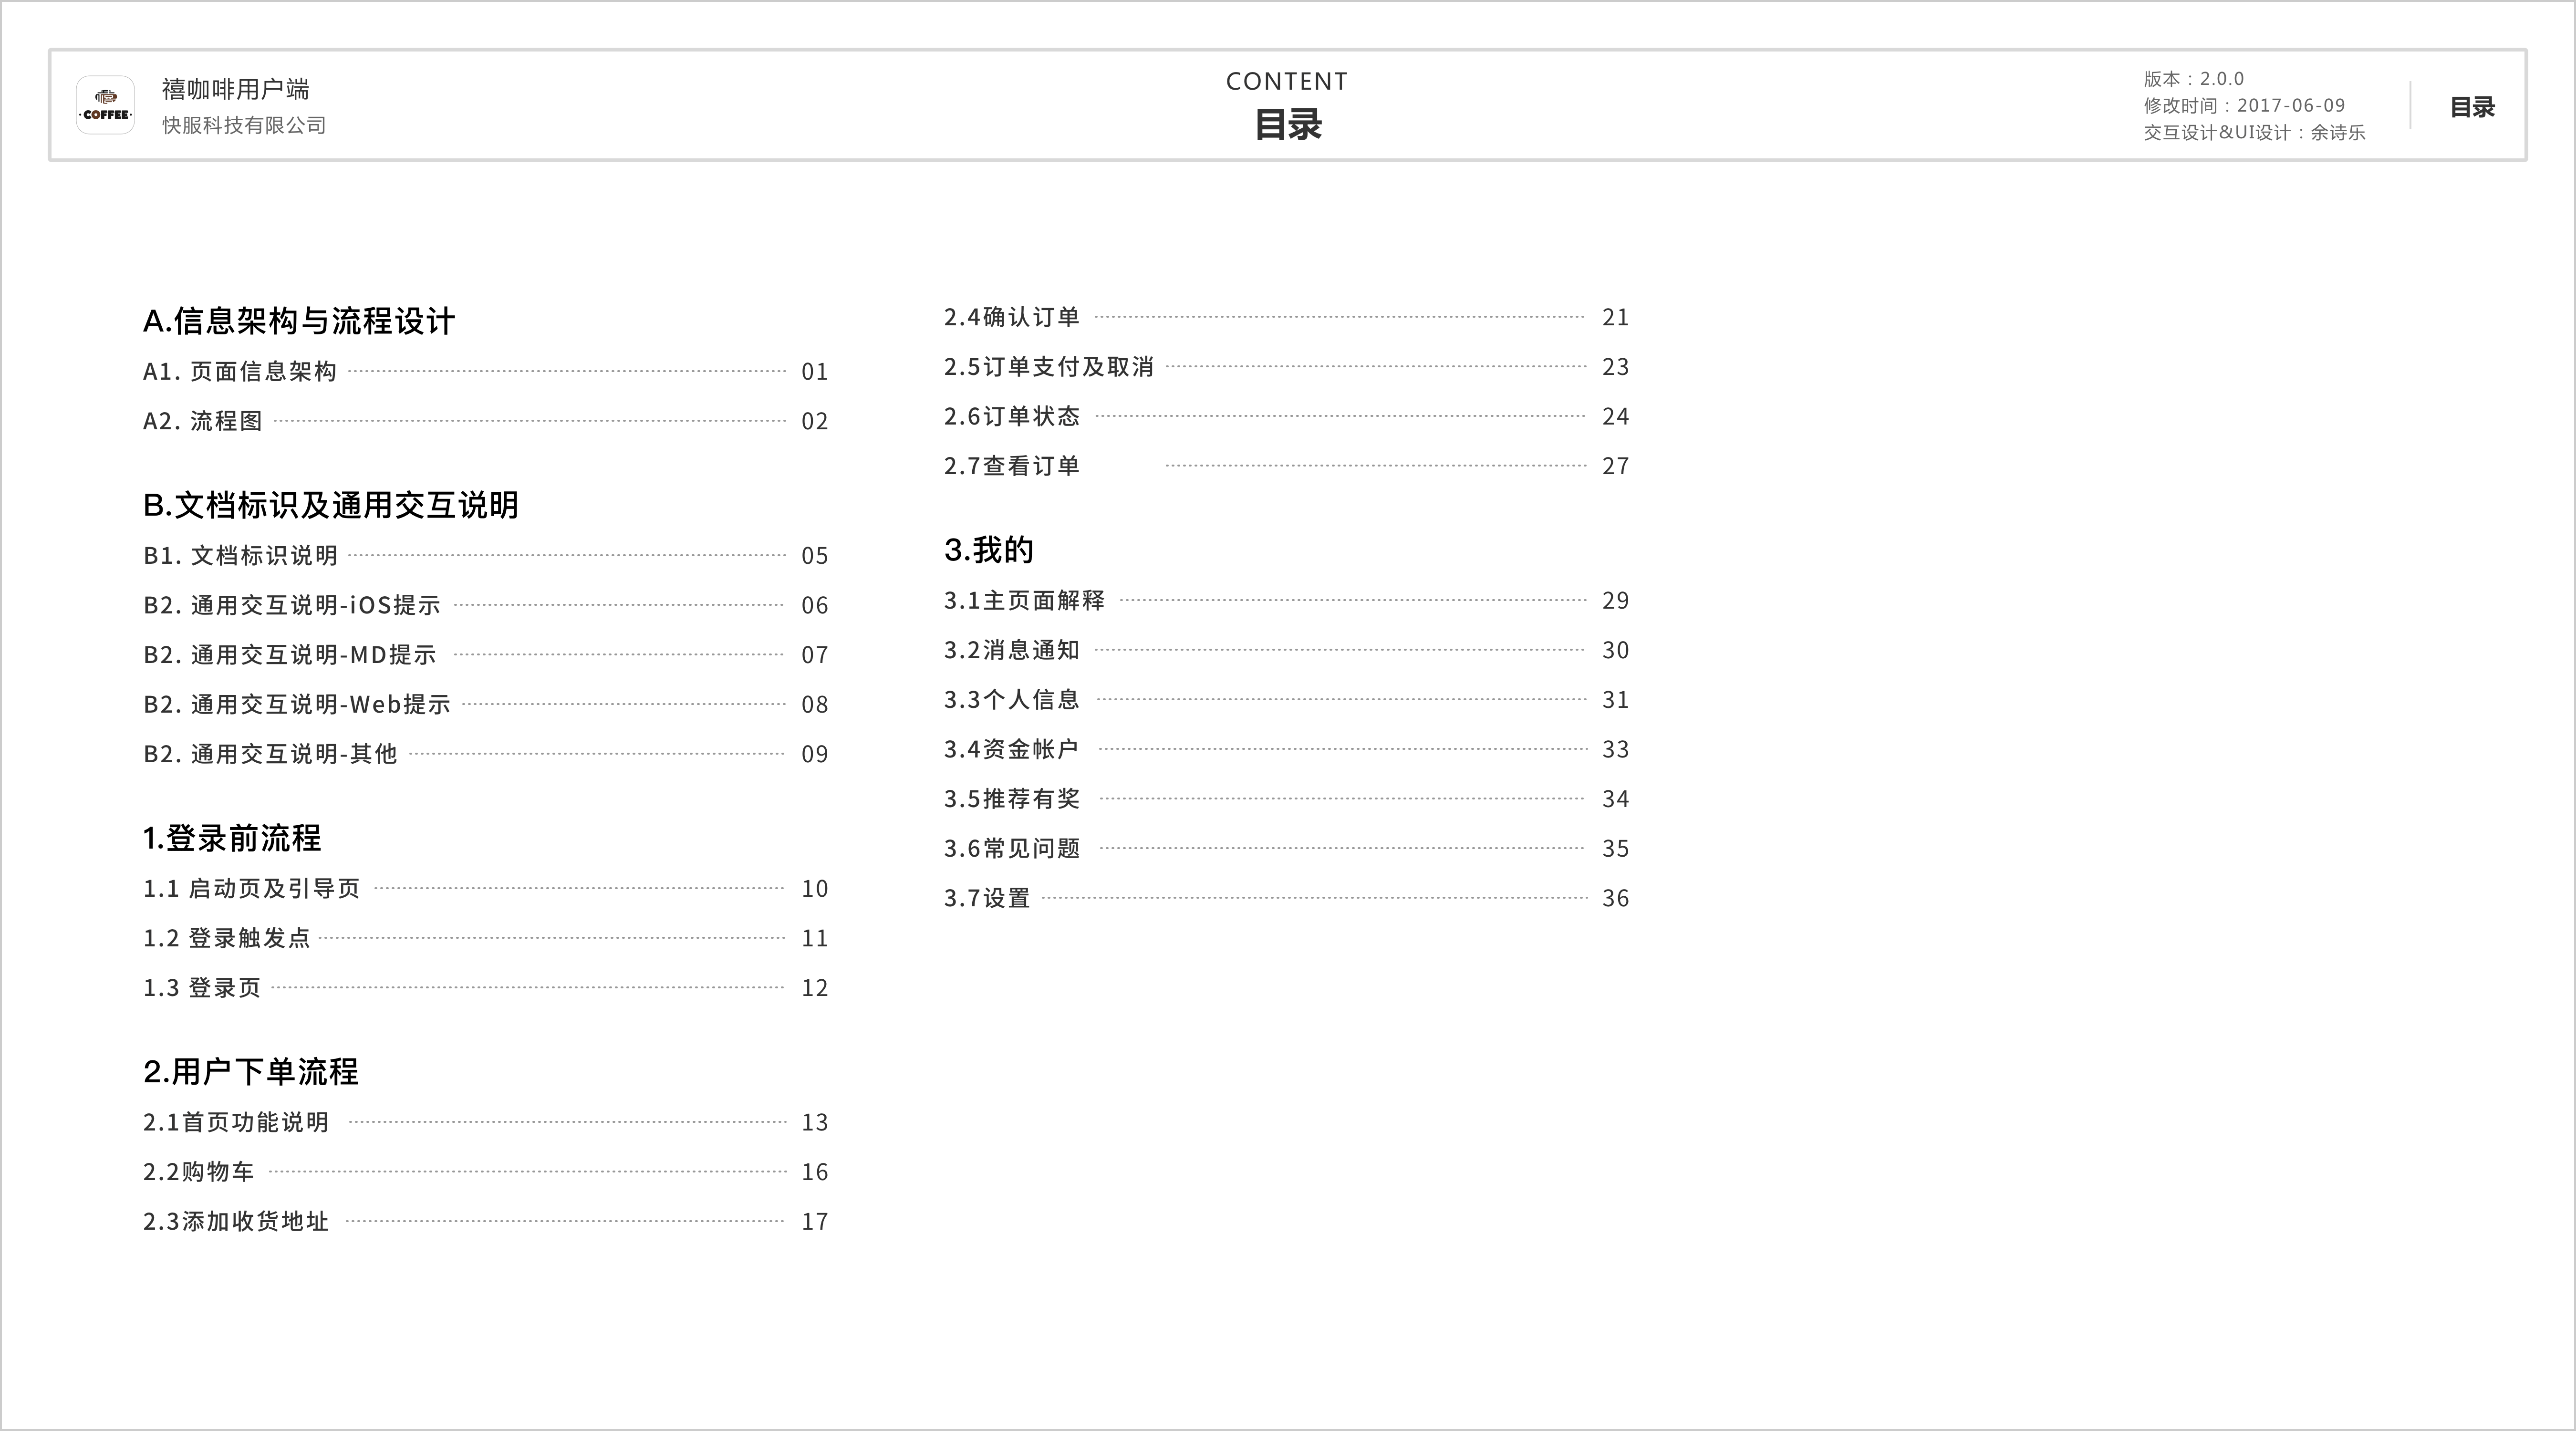 COFFEE
禧咖啡用户端
快服科技有限公司
CONTENT
目录
版本：2.0.0
修改时间：2017-06-09
交互设计&UI设计：余诗乐
目录
A.信息架构与流程设计
A1. 页面信息架构 01
A2. 流程图 02
B.文档标识及通用交互说明
B1. 文档标识说明 05
B2. 通用交互说明-iOS提示 06
B2. 通用交互说明-MD提示 07
B2. 通用交互说明-Web提示 08
B2. 通用交互说明-其他 09
1.登录前流程
1.1 启动页及引导页 10
1.2 登录触发点 11
1.3 登录页 12
2.用户下单流程
2.1首页功能说明 13
2.2购物车 16
2.3添加收货地址 17
2.4确认订单 21
2.5订单支付及取消 23
2.6订单状态 24
2.7查看订单 27
3.我的
3.1主页面解释 29
3.2消息通知 30
3.3个人信息 31
3.4资金帐户 33
3.5推荐有奖 34
3.6常见问题 35
3.7设置 36